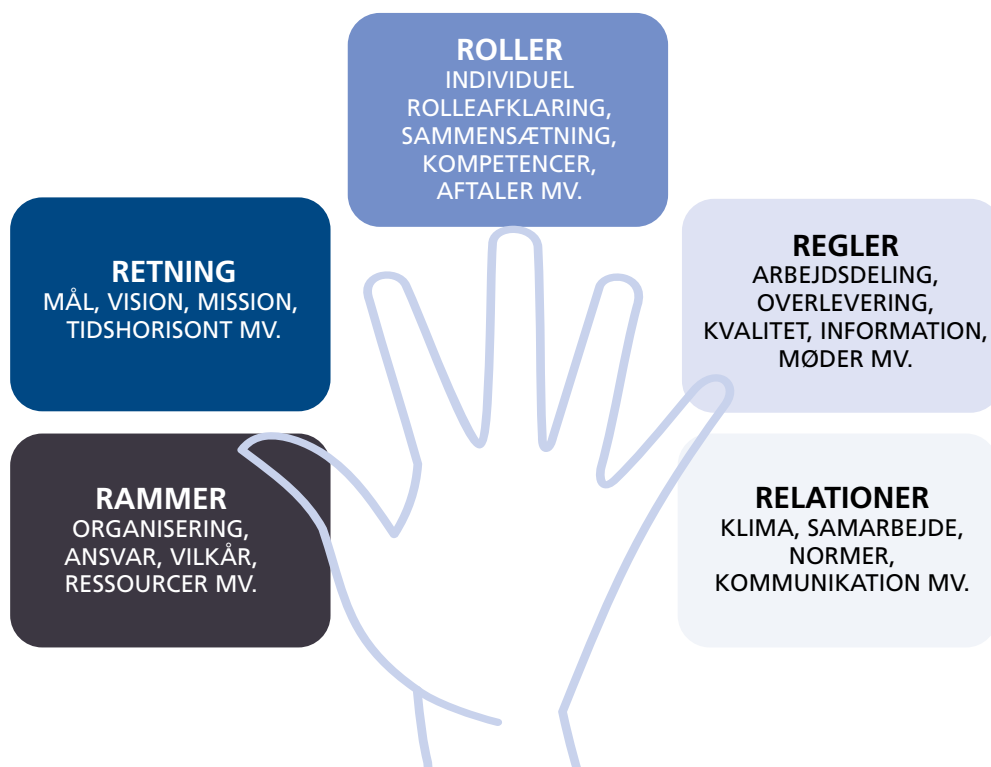 ROLLER
INDIVIDUEL
ROLLEAFKLARING,
SAMMENSÆTNING,
KOMPETENCER,
AFTALER MV.
RETNING
MÅL, VISION, MISSION,
TIDSHORISONT MV.
REGLER
ARBEJDSDELING,
OVERLEVERING,
KVALITET, INFORMATION,
MØDER MV.
RAMMER
ORGANISERING,
ANSVAR, VILKÅR,
RESSOURCER MV.
RELATIONER
KLIMA, SAMARBEJDE,
NORMER,
KOMMUNIKATION MV.